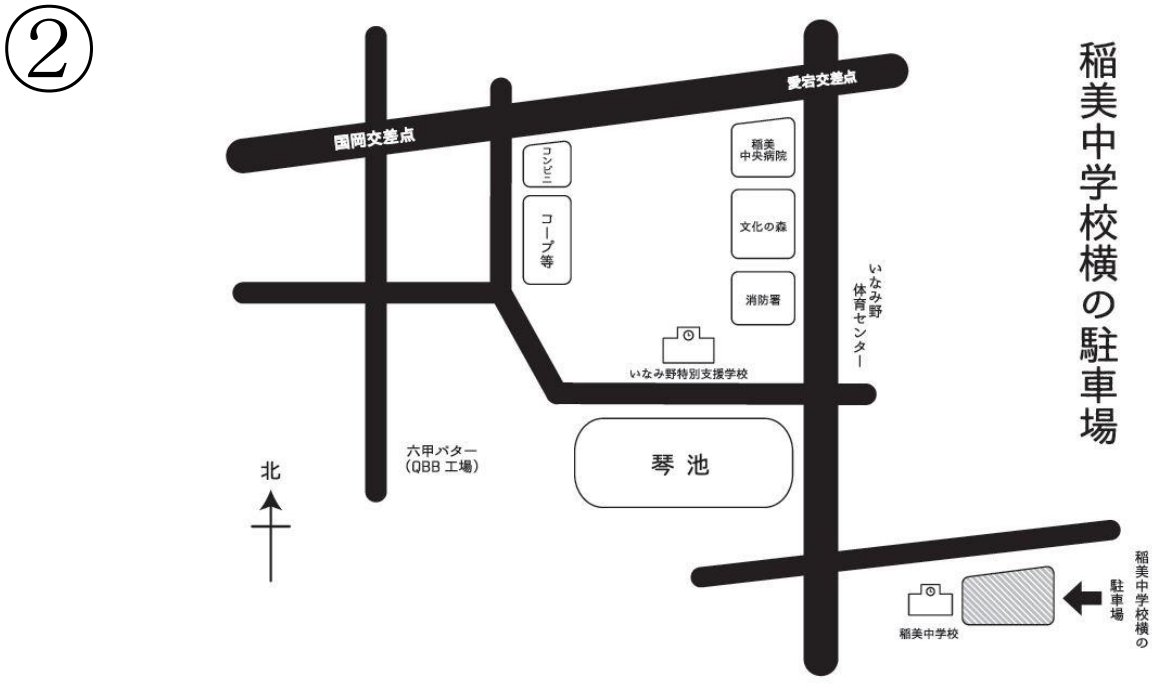 ②
稲美中学校横の駐車場
愛宕交差点
国岡交差点
コンビニ
稲美
中央病院
コープ等
文化の森
消防署
いなみ野
体育センター
いなみ野特別支援学校
六甲バター
(QBB工場)
琴池
北
稲美中学校
稲美中学校横の
駐車場